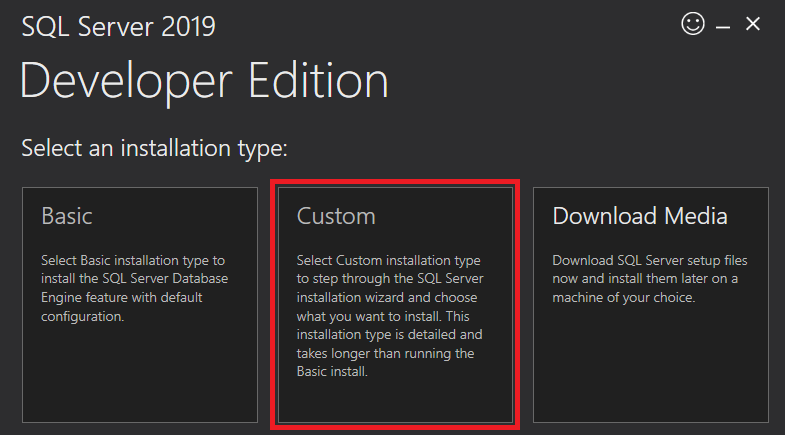 SQL Server 2019
Developer Edition
Select an installation type:
Basic
Select Basic installation type to
install the SQL Server Database
Engine feature with default
configuration.
Custom
Select Custom installation type
to step through the SQL Server
installation wizard and choose
what you want to install. This
installation type is detailed and
takes longer than running the
Basic install.
Download Media
Download SQL Server setup files
now and install them later on a
machine of your choice.